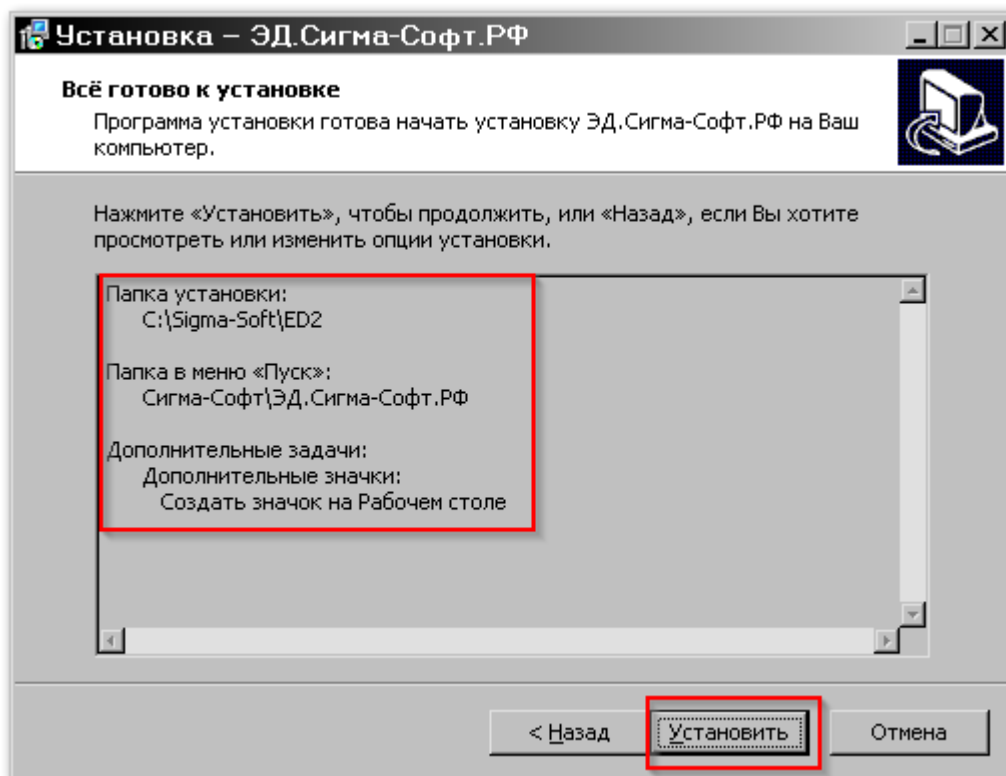 Установка – ЭД.Сигма-Софт.РФ
Всё готово к установке
Программа установки готова начать установку ЭД.Сигма-Софт.РФ на Ваш
компьютер.
Нажмите «Установить», чтобы продолжить, или «Назад», если Вы хотите
просмотреть или изменить опции установки.
Папка установки:
C:\Sigma-Soft\ED2
Папка в меню «Пуск»:
Сигма-Софт\ЭД.Сигма-Софт.РФ
Дополнительные задачи:
Дополнительные значки:
Создать значок на Рабочем столе
< Назад Установить Отмена